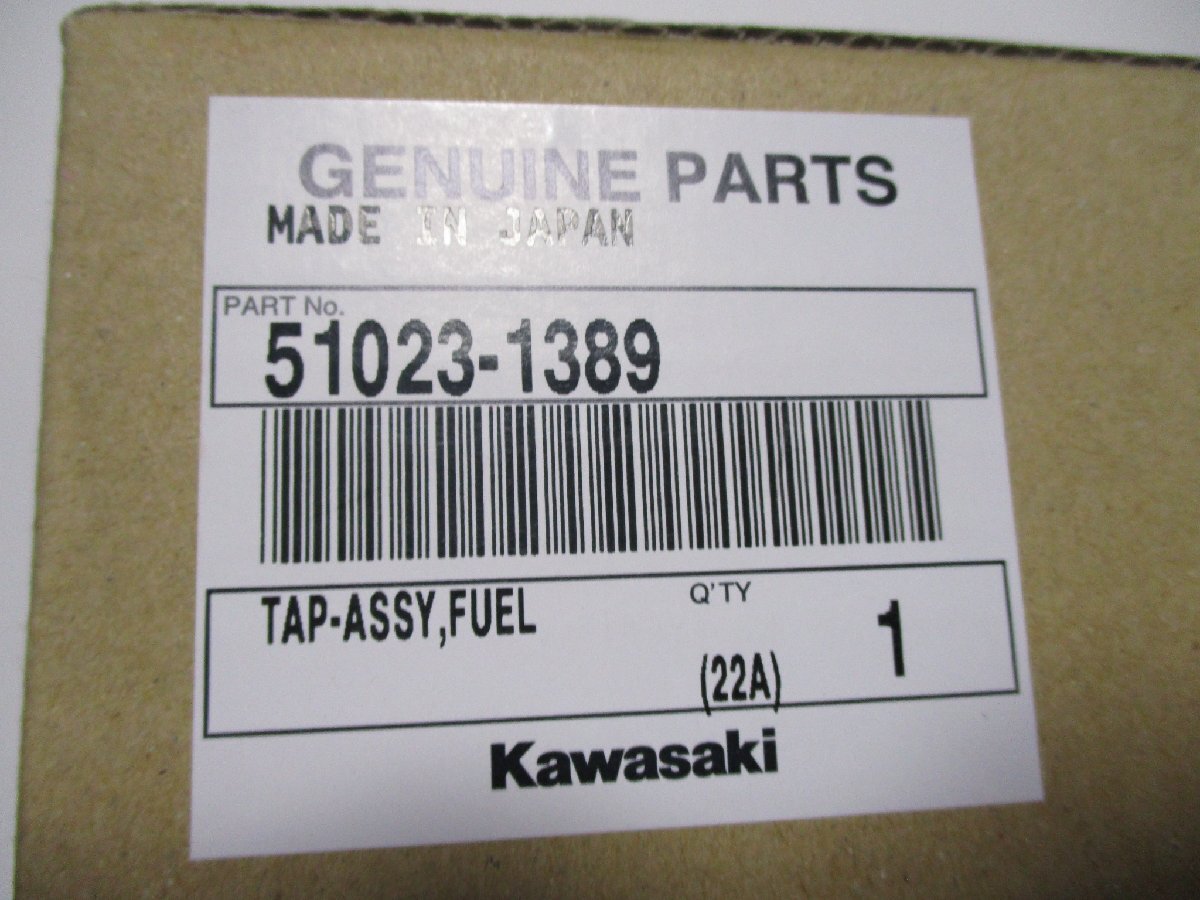 GENUINE PARTS
MADE IN JAPAN
PART No.
51023-1389
TAP-ASSY,FUEL
Q'TY
(22A)
1
Kawasaki